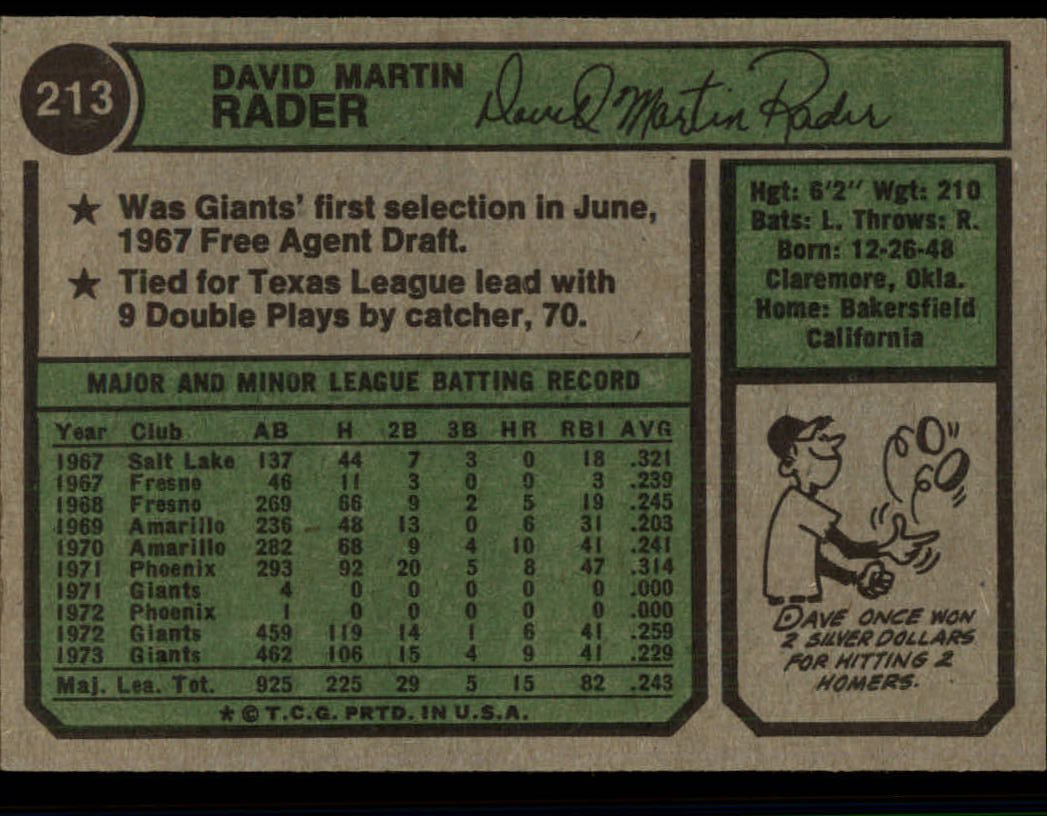 213
DAVID MARTIN
RADER
David Martin Rader
★ Was Giants' first selection in June,
1967 Free Agent Draft.
★ Tied for Texas League lead with
9 Double Plays by catcher, 70.
Hgt: 6'2" Wgt: 210
Bats: L. Throws: R.
Born: 12-26-48
Claremore, Okla.
Home: Bakersfield
California
MAJOR AND MINOR LEAGUE BATTING RECORD
Year Club AB H 2B 3B HR RBI AVG
1967 Salt Lake 137 44 7 3 0 18 .321
1967 Fresno 46 11 3 0 0 3 .239
1968 Fresno 269 66 9 2 5 19 .245
1969 Amarillo 236 48 13 0 6 31 .203
1970 Amarillo 282 68 9 4 10 41 .241
1971 Phoenix 293 92 20 5 8 47 .314
1971 Giants 4 0 0 0 0 0 .000
1972 Phoenix 1 0 0 0 0 0 .000
1972 Giants 459 119 14 1 6 41 .259
1973 Giants 462 106 15 4 9 41 .229
Maj. Lea. Tot. 925 225 29 5 15 82 .243
* © T.C.G. PRTD. IN U.S.A.
DAVE ONCE WON
2 SILVER DOLLARS
FOR HITTING 2
HOMERS.